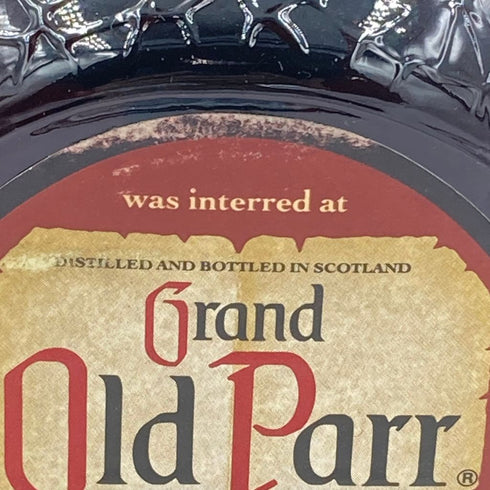 was interred at
DISTILLED AND BOTTLED IN SCOTLAND
Grand
Old Parr®